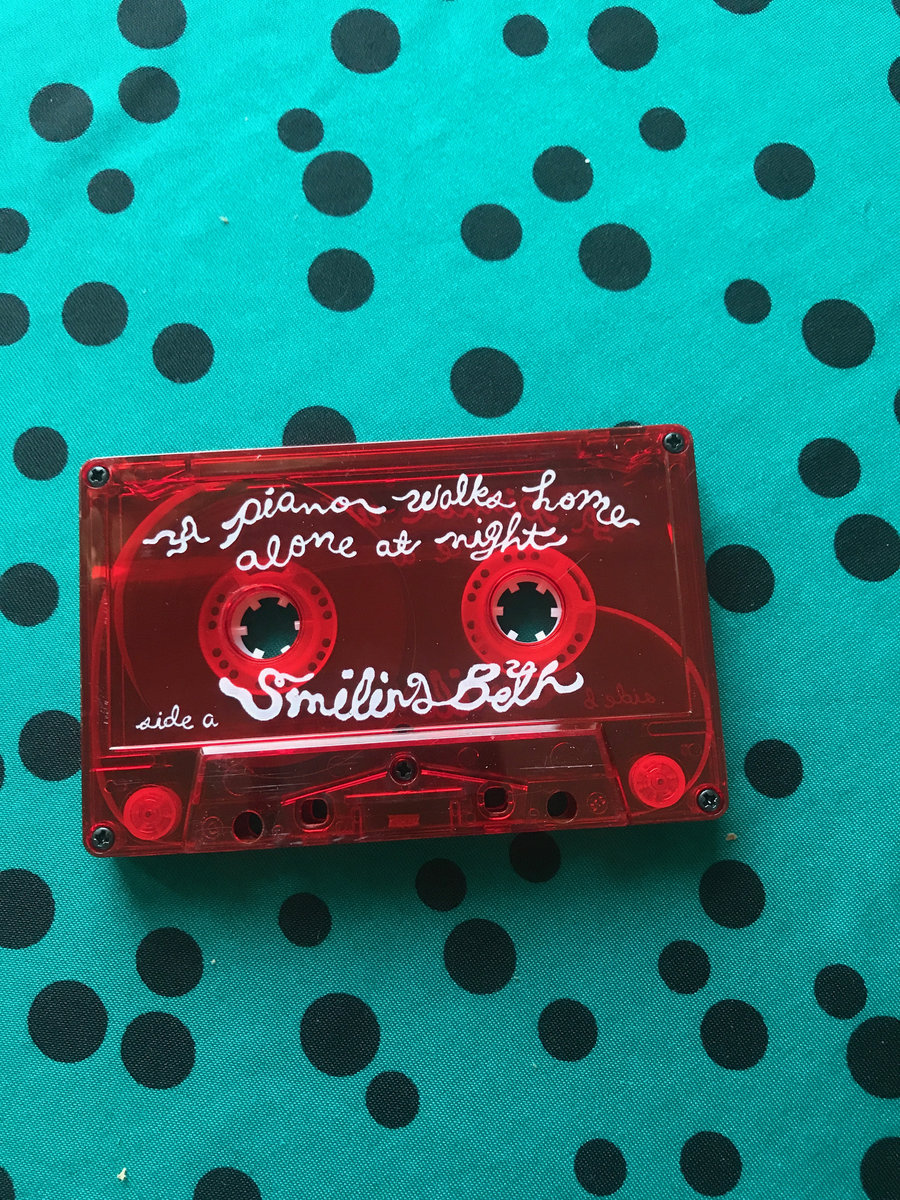 A piano walks home
alone at night
Smiling Beth
side a